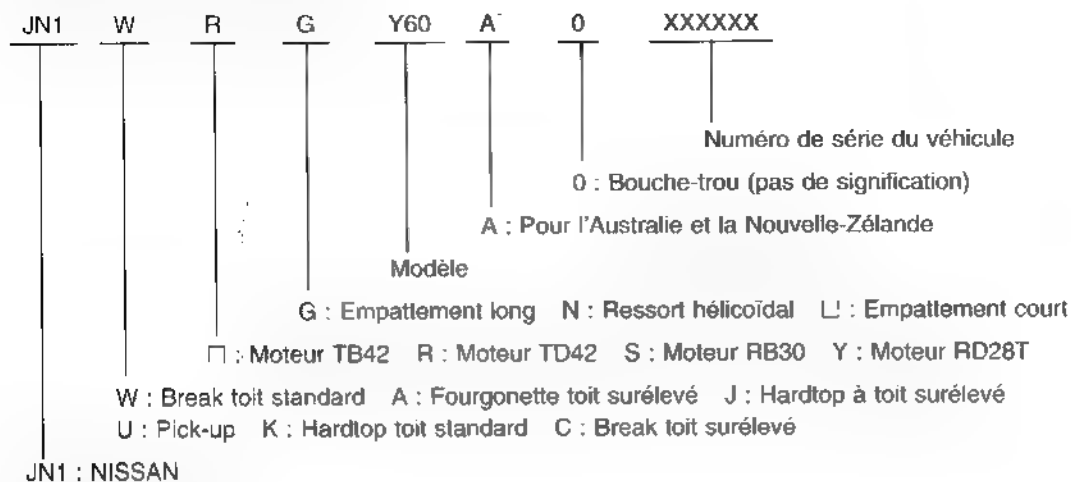 JN1 W R G Y60 A 0 XXXXXX
Numéro de série du véhicule
0 : Bouche-trou (pas de signification)
A : Pour l'Australie et la Nouvelle-Zélande
Modèle
G : Empattement long N : Ressort hélicoïdal : Empattement court
: Moteur TB42 R : Moteur TD42 S : Moteur RB30 Y : Moteur RD28T
W : Break toit standard A : Fourgonette toit surélevé J : Hardtop à toit surélevé
U : Pick-up K : Hardtop toit standard C : Break toit surélevé
JN1 : NISSAN